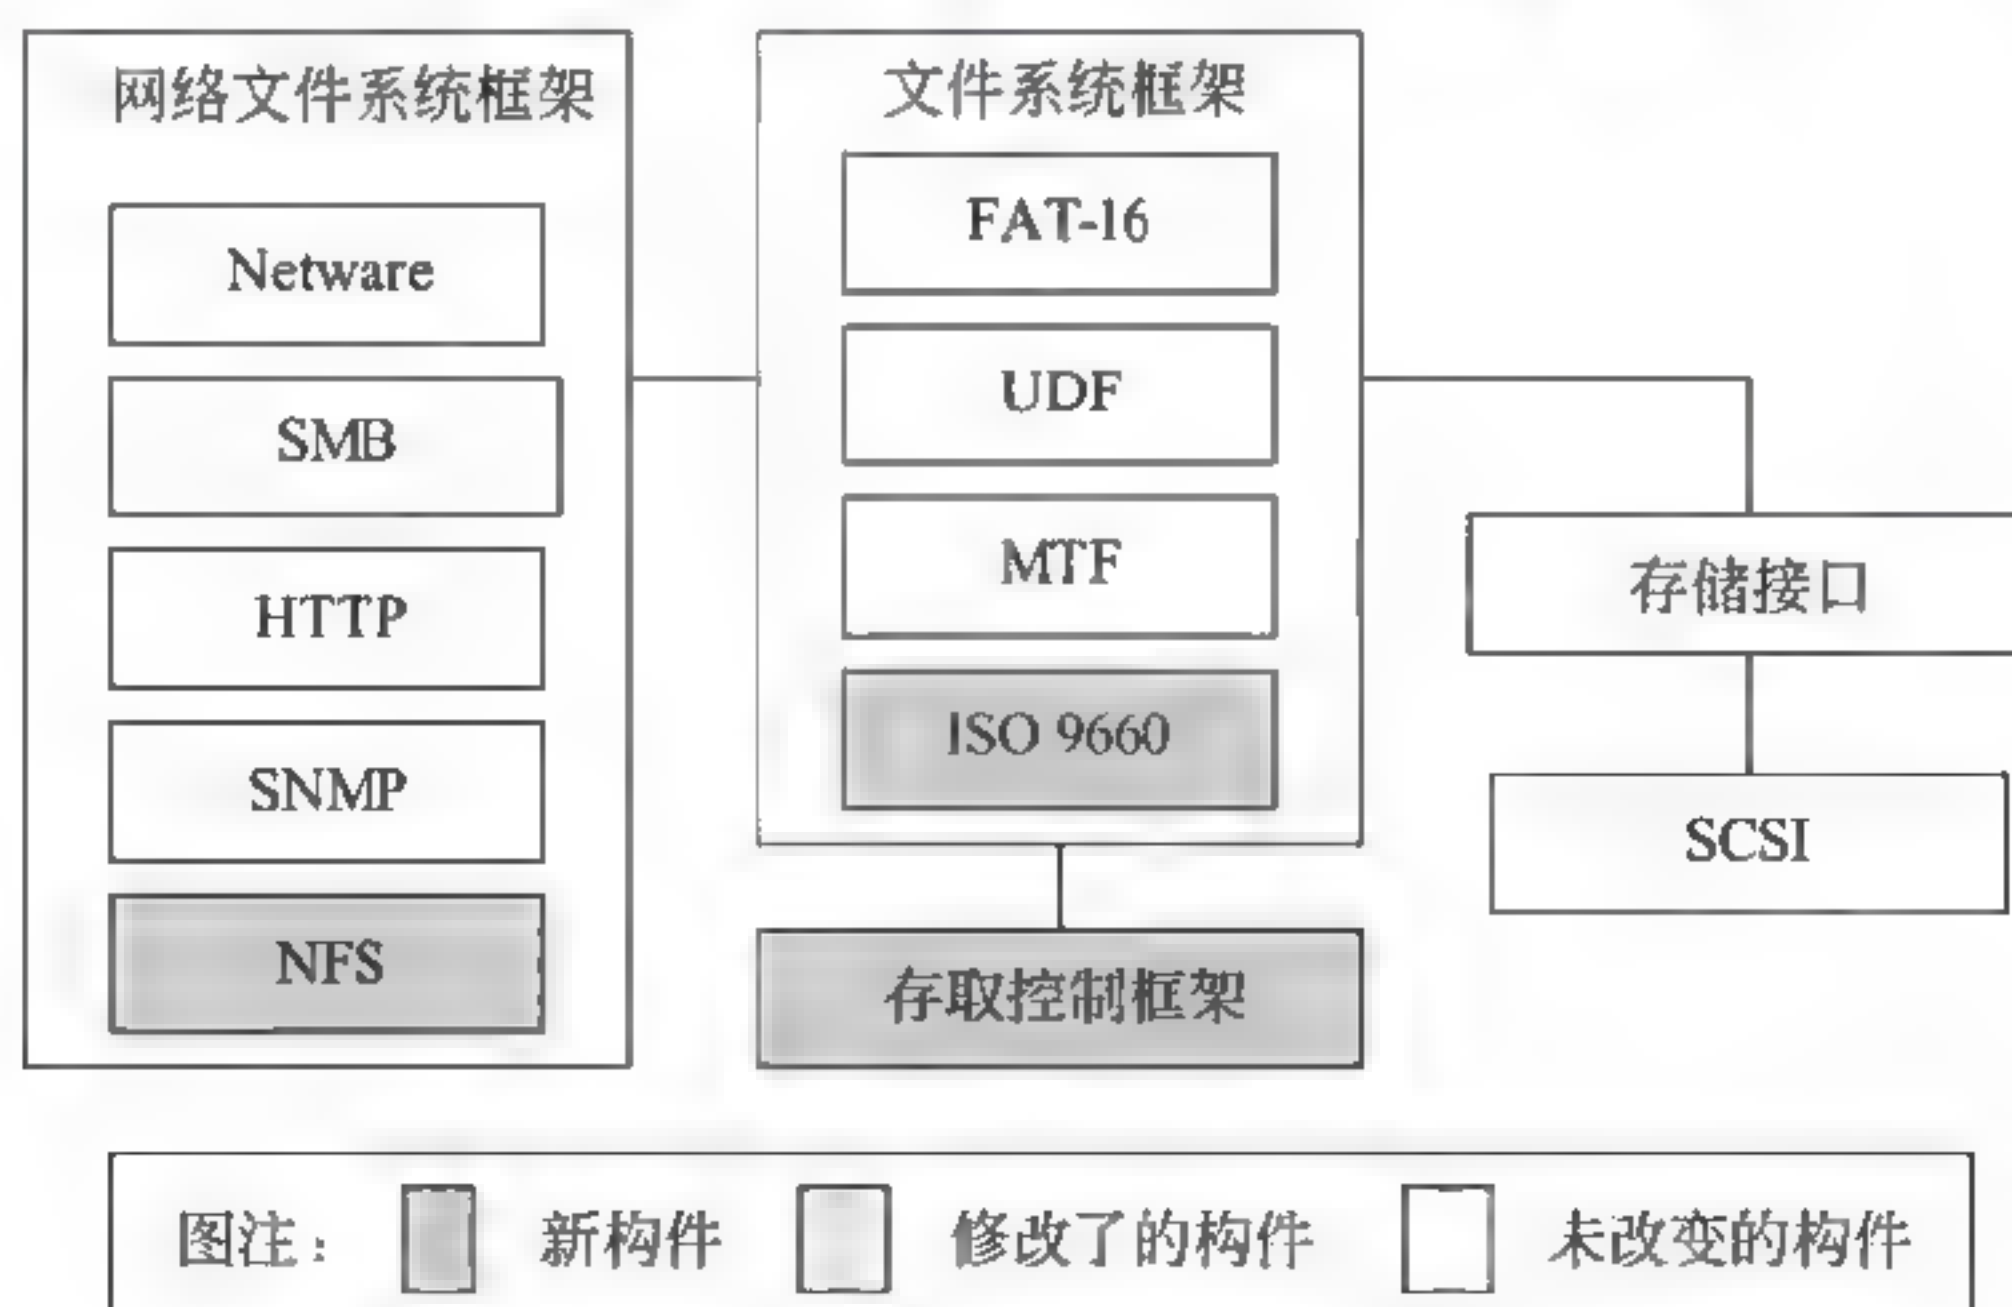 网络文件系统框架
Netware
SMB
HTTP
SNMP
NFS
文件系统框架
FAT-16
UDF
MTF
ISO 9660
存取控制框架
存储接口
SCSI
图注： 新构件 修改了的构件 未改变的构件